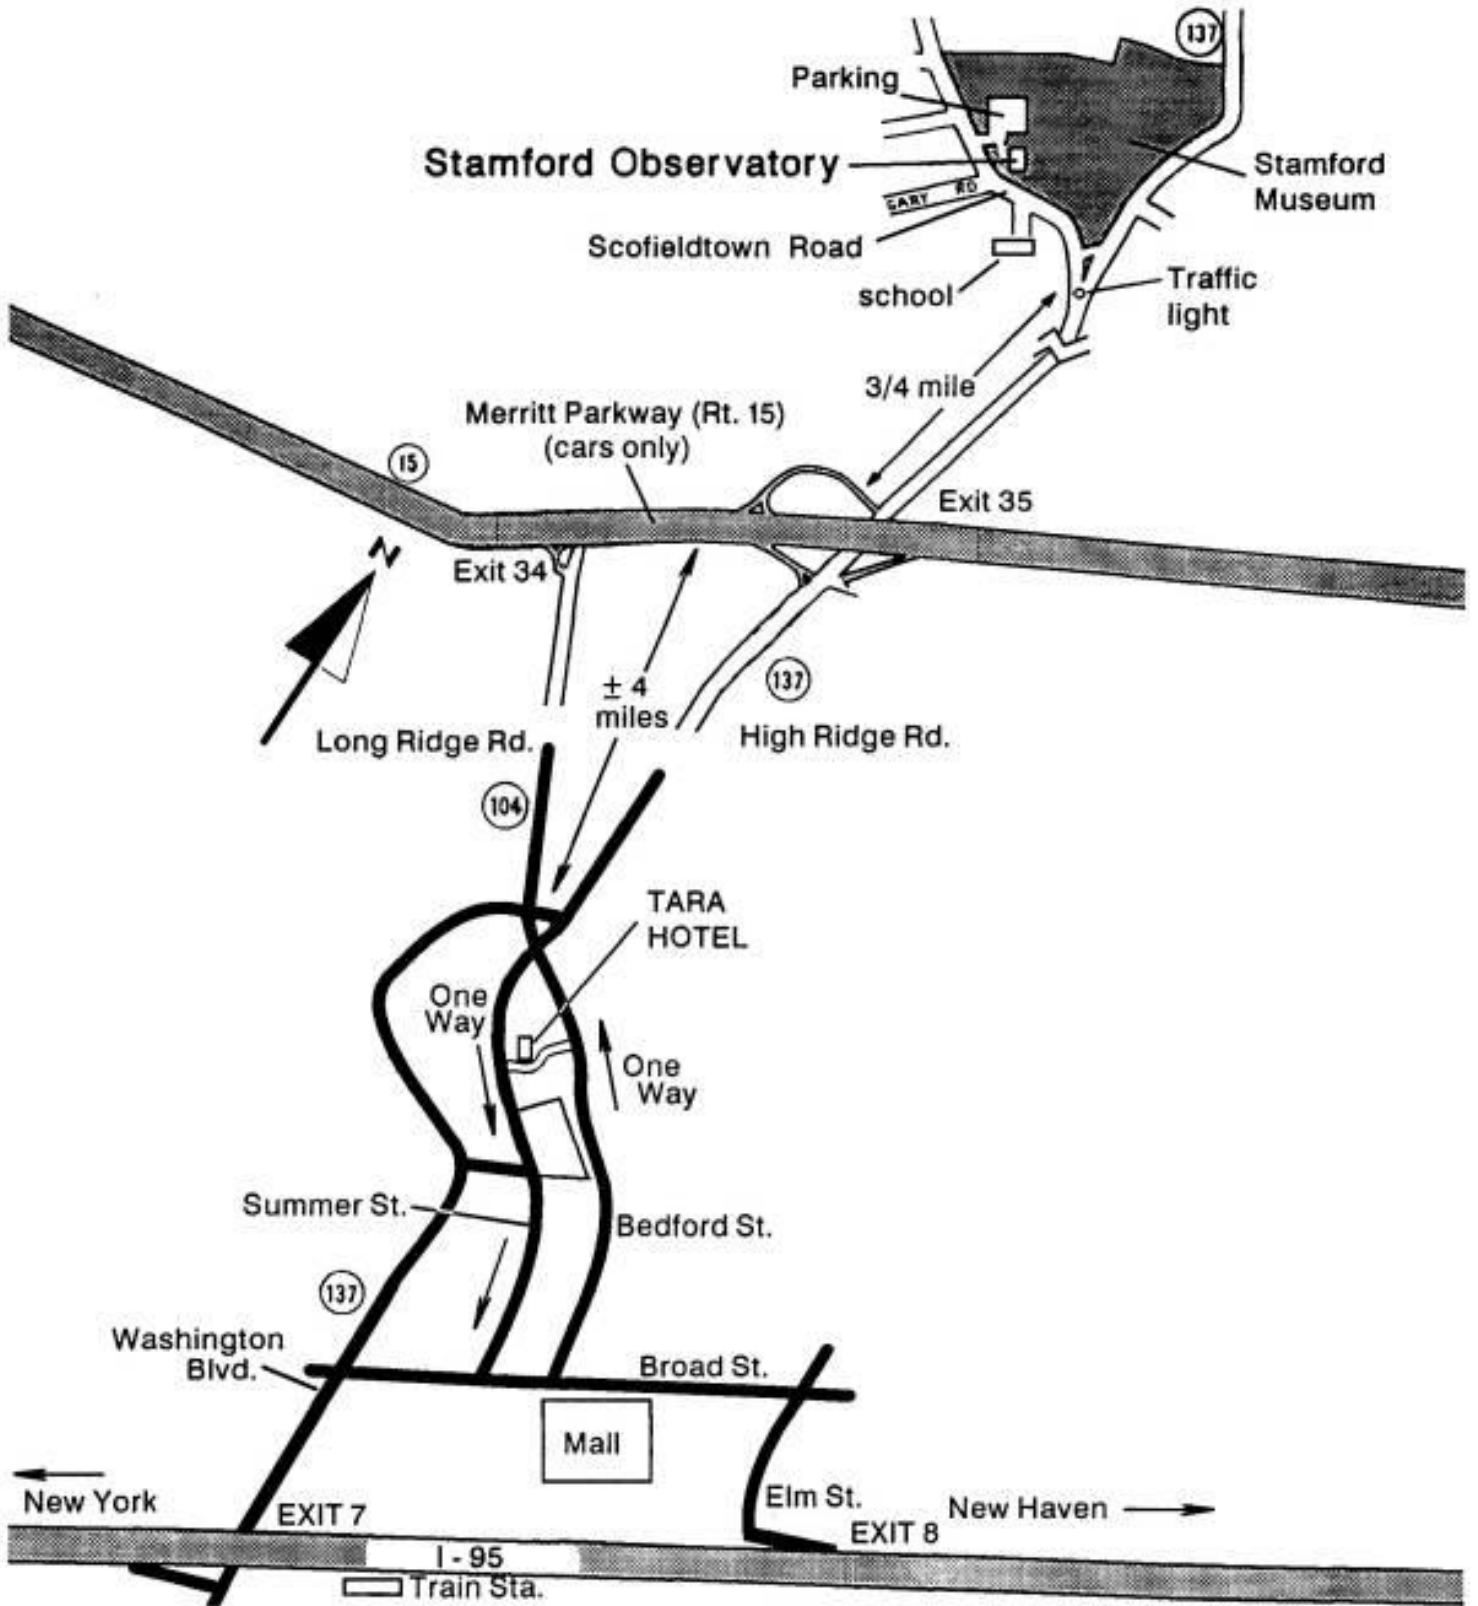 137
Parking
Stamford Observatory
Stamford
Museum
GARY RD
Scofieldtown Road
school
Traffic
light
3/4 mile
Merritt Parkway (Rt. 15)
(cars only)
15
Exit 35
N
Exit 34
± 4
miles
137
Long Ridge Rd.
High Ridge Rd.
104
TARA
HOTEL
One
Way
One
Way
Summer St.
Bedford St.
137
Washington
Blvd.
Broad St.
Mall
New York
EXIT 7
Elm St.
New Haven
EXIT 8
I - 95
Train Sta.